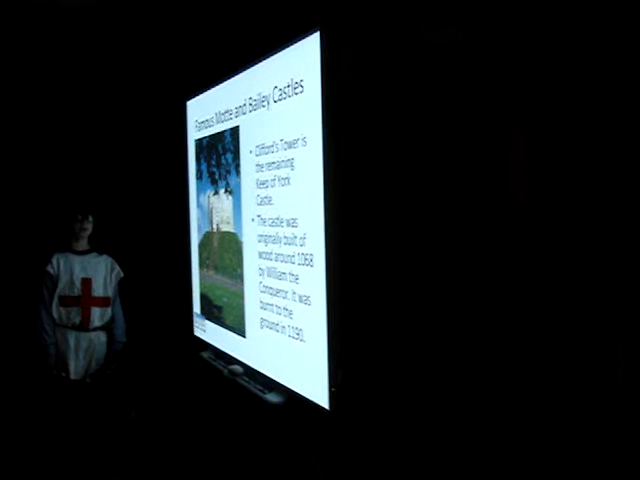 Famous Motte and Bailey Castles
• Clifford's Tower is
the remaining
Keep of York
Castle.
• The castle was
originally built of
wood around 1068
by William the
Conqueror. It was
burnt to the
ground in 1190.